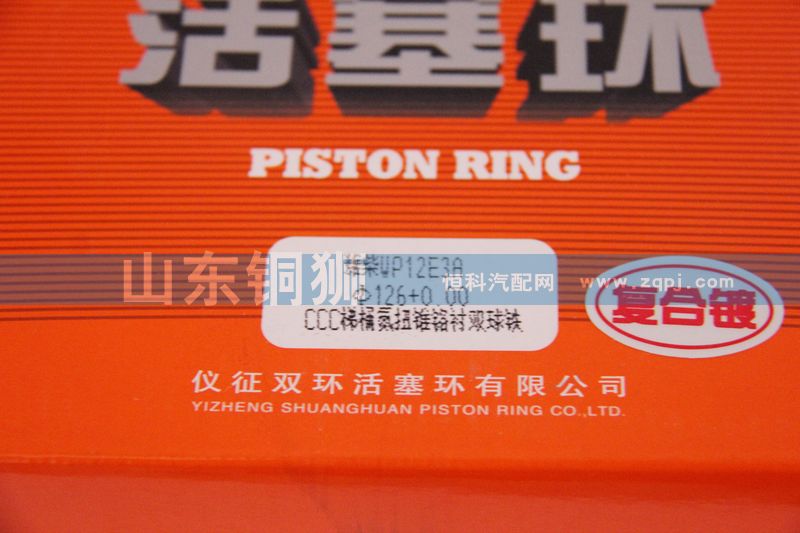 活塞环
PISTON RING
潍柴WP12E3A
Φ126+0.00
CCC梯桶氮扭锥铬衬双球铁
复合镀
仪征双环活塞环有限公司
YIZHENG SHUANGHUAN PISTON RING CO.,LTD.
山东铜狮
恒科汽配网
www.zqpj.com